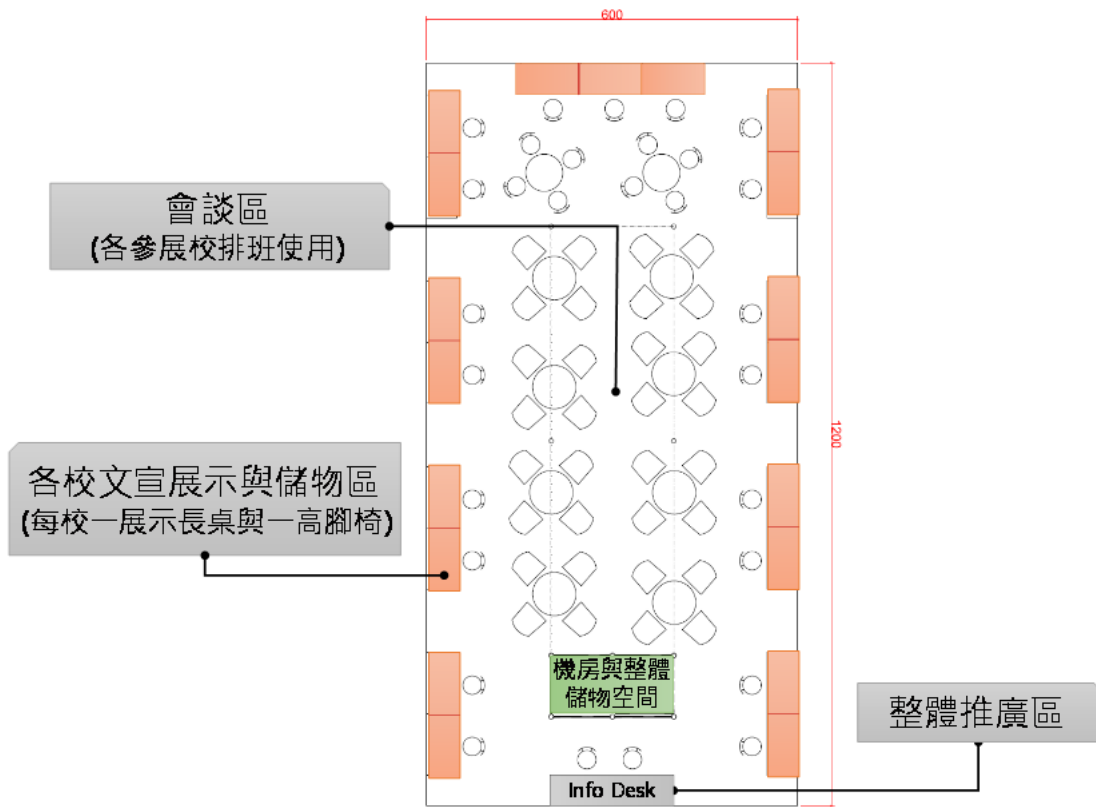 600
會談區
(各參展校排班使用)
1200
各校文宣展示與儲物區
(每校一展示長桌與一高腳椅)
機房與整體
儲物空間
整體推廣區
Info Desk